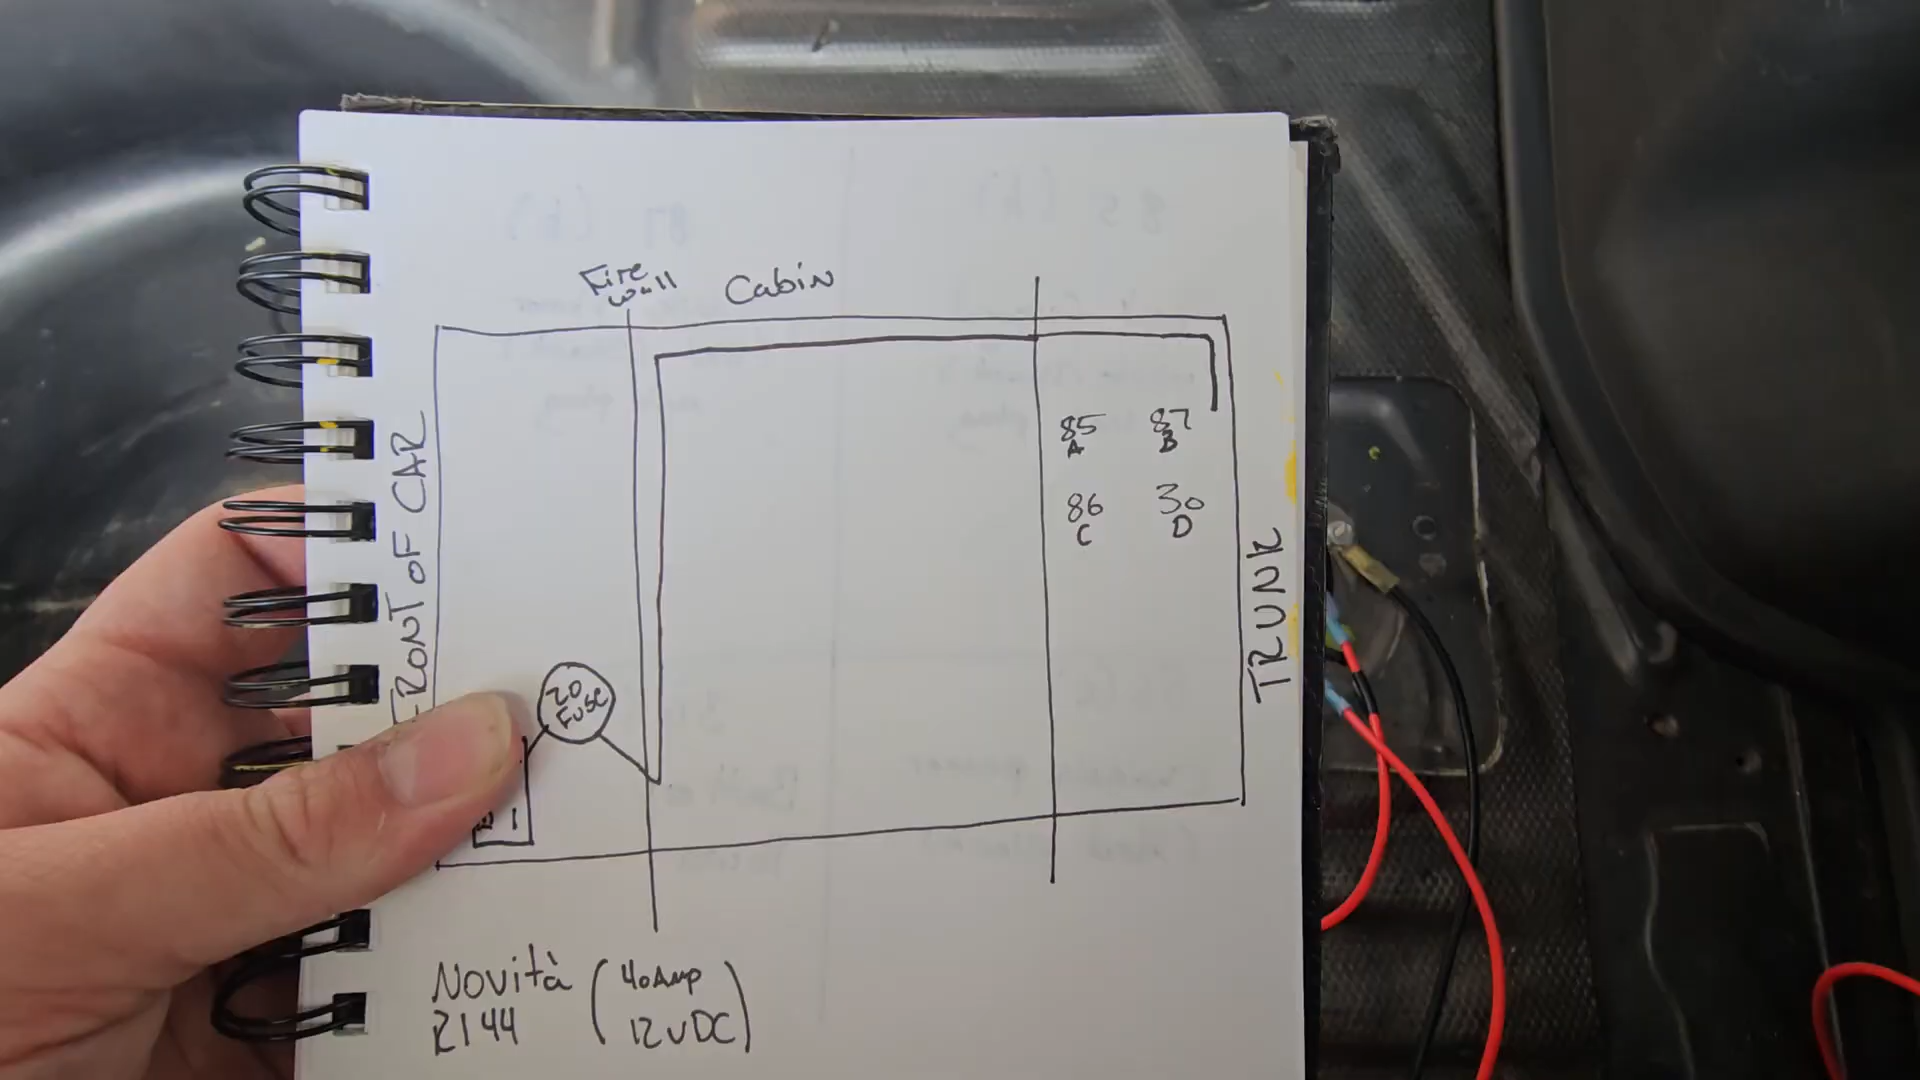 Fire
wall
Cabin
FRONT OF CAR
85
A
87
B
86
C
30
D
TRUNK
20
FUSE
Novità
R144
(40Amp
12VDC)